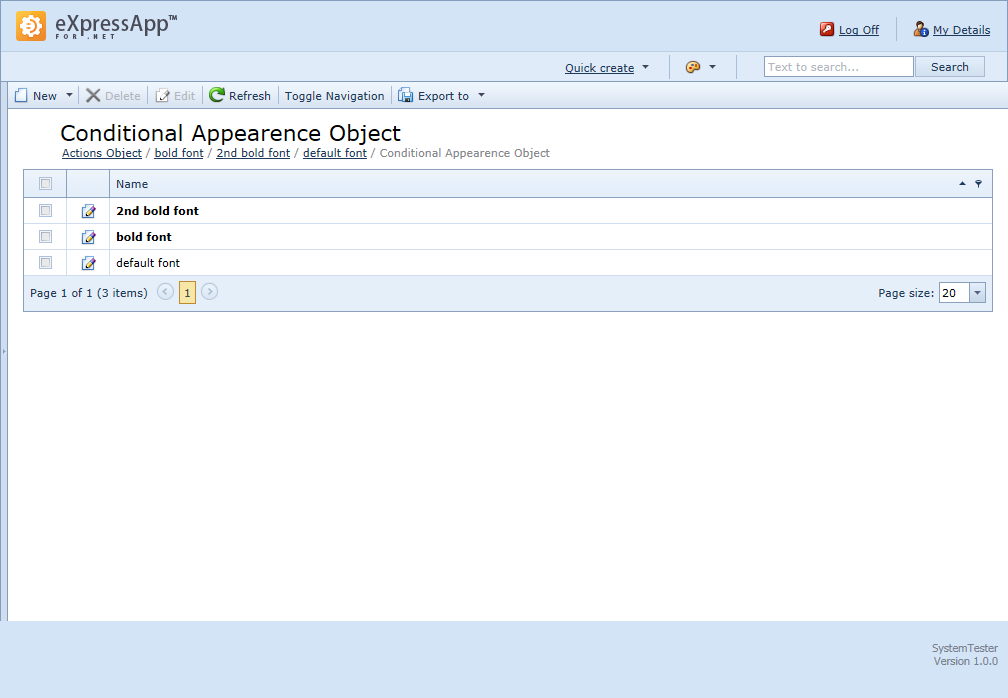 eXpressApp™
FOR .NET
Log Off
My Details
Quick create
Text to search...
Search
New
Delete
Edit
Refresh
Toggle Navigation
Export to
Conditional Appearence Object
Actions Object / bold font / 2nd bold font / default font / Conditional Appearence Object
Name
2nd bold font
bold font
default font
Page 1 of 1 (3 items) 1
Page size: 20
SystemTester
Version 1.0.0